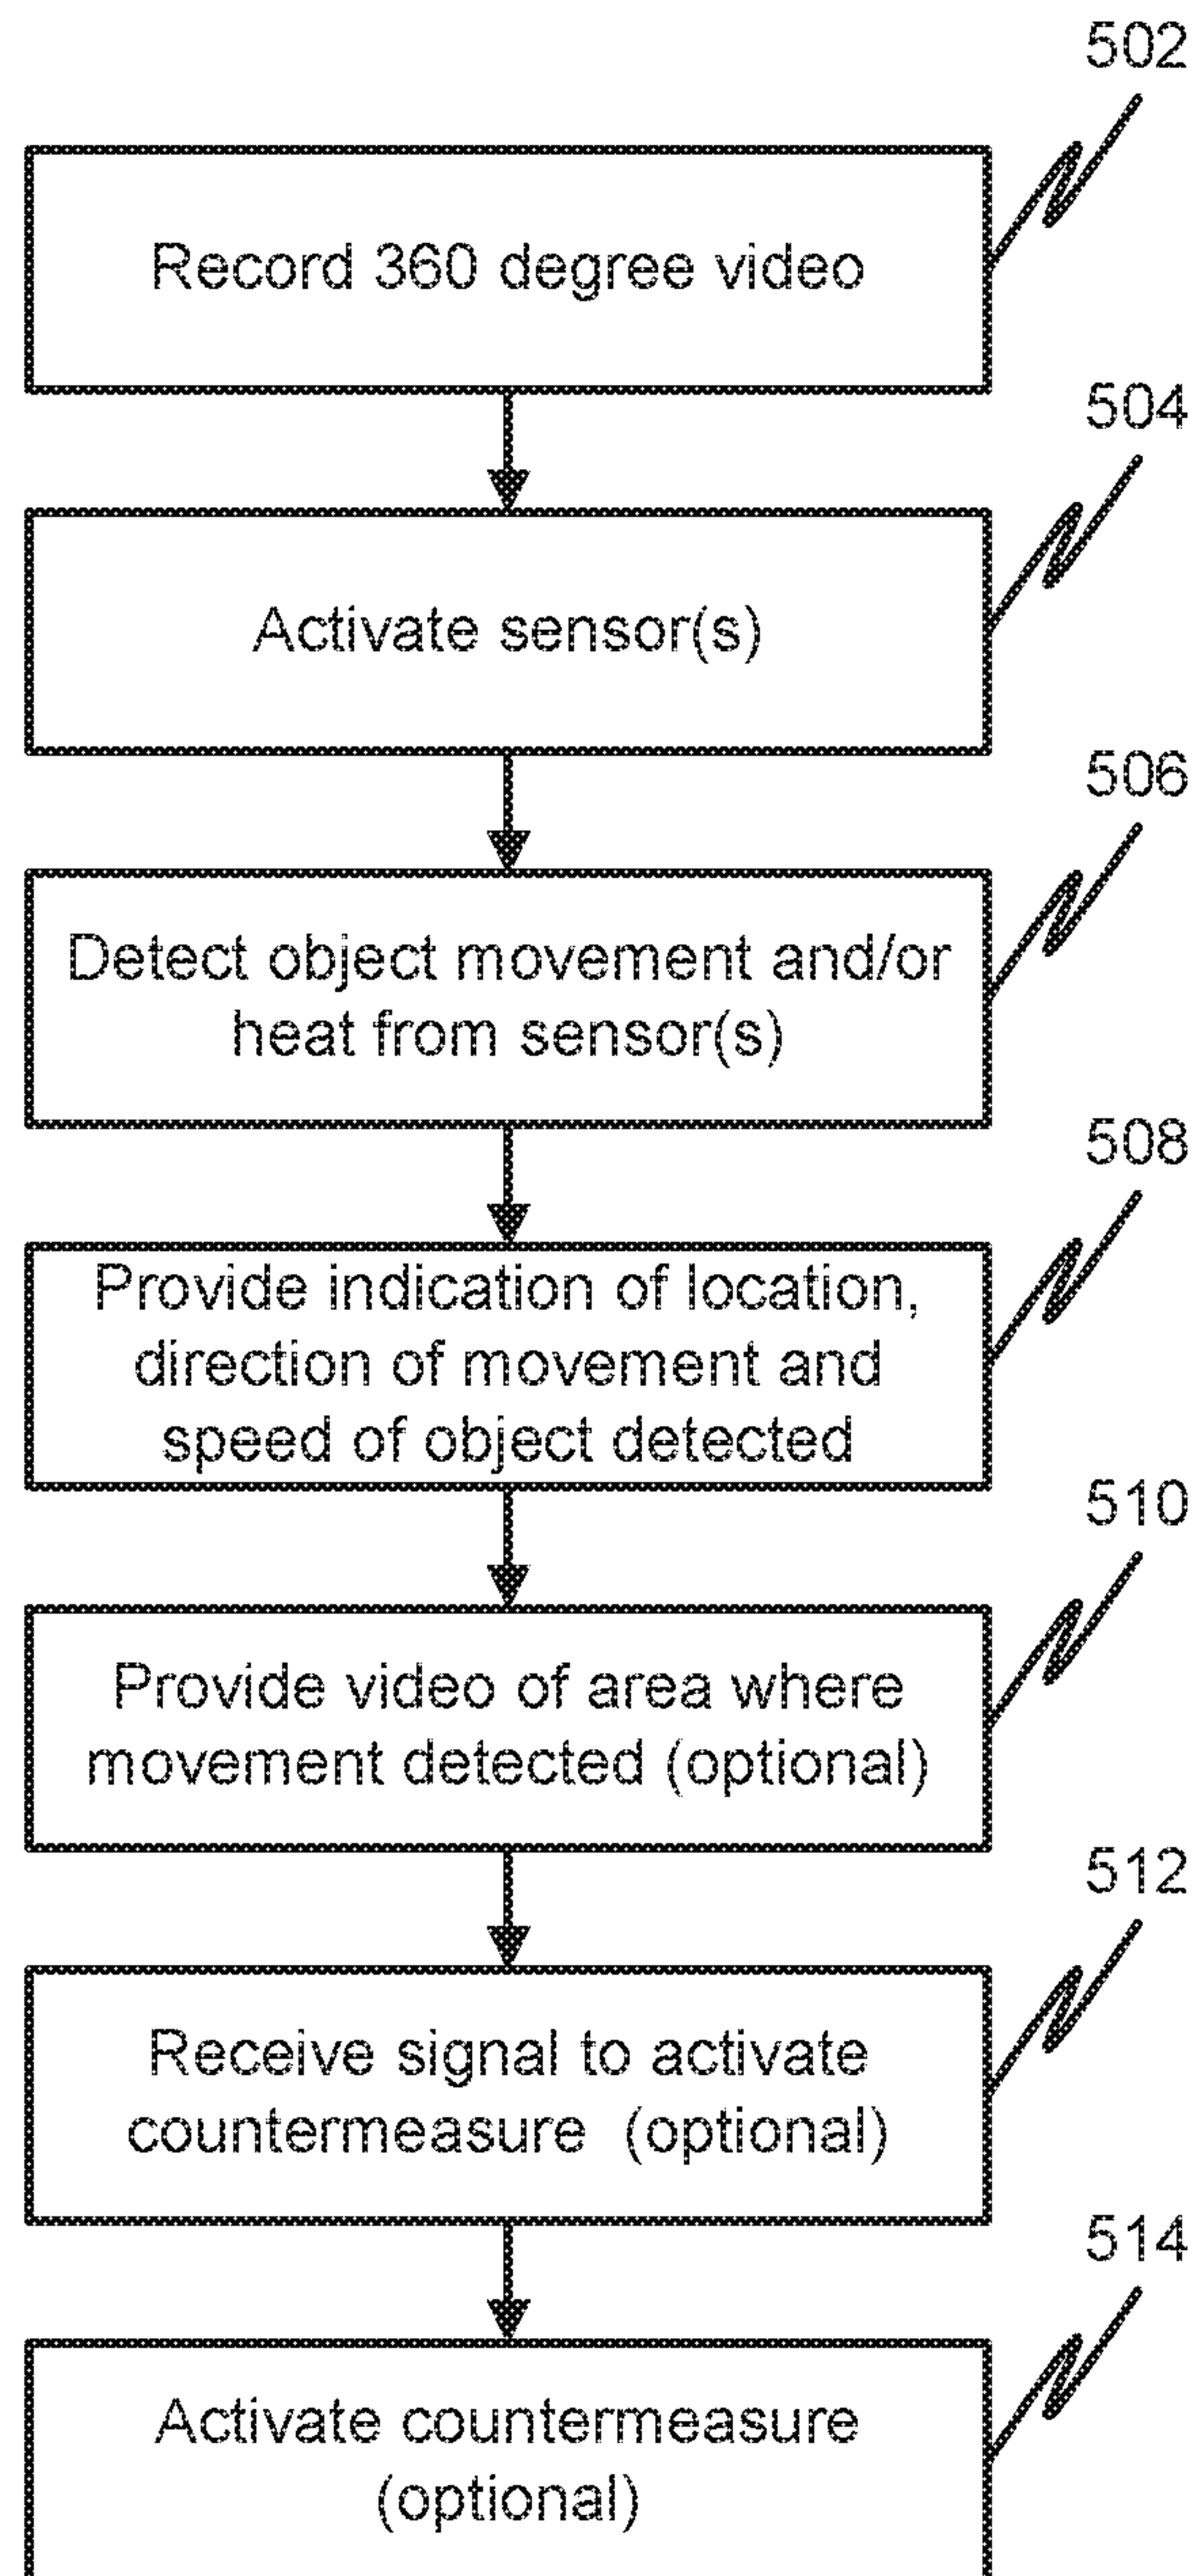 502
Record 360 degree video
504
Activate sensor(s)
506
Detect object movement and/or
heat from sensor(s)
508
Provide indication of location,
direction of movement and
speed of object detected
510
Provide video of area where
movement detected (optional)
512
Receive signal to activate
countermeasure (optional)
514
Activate countermeasure
(optional)